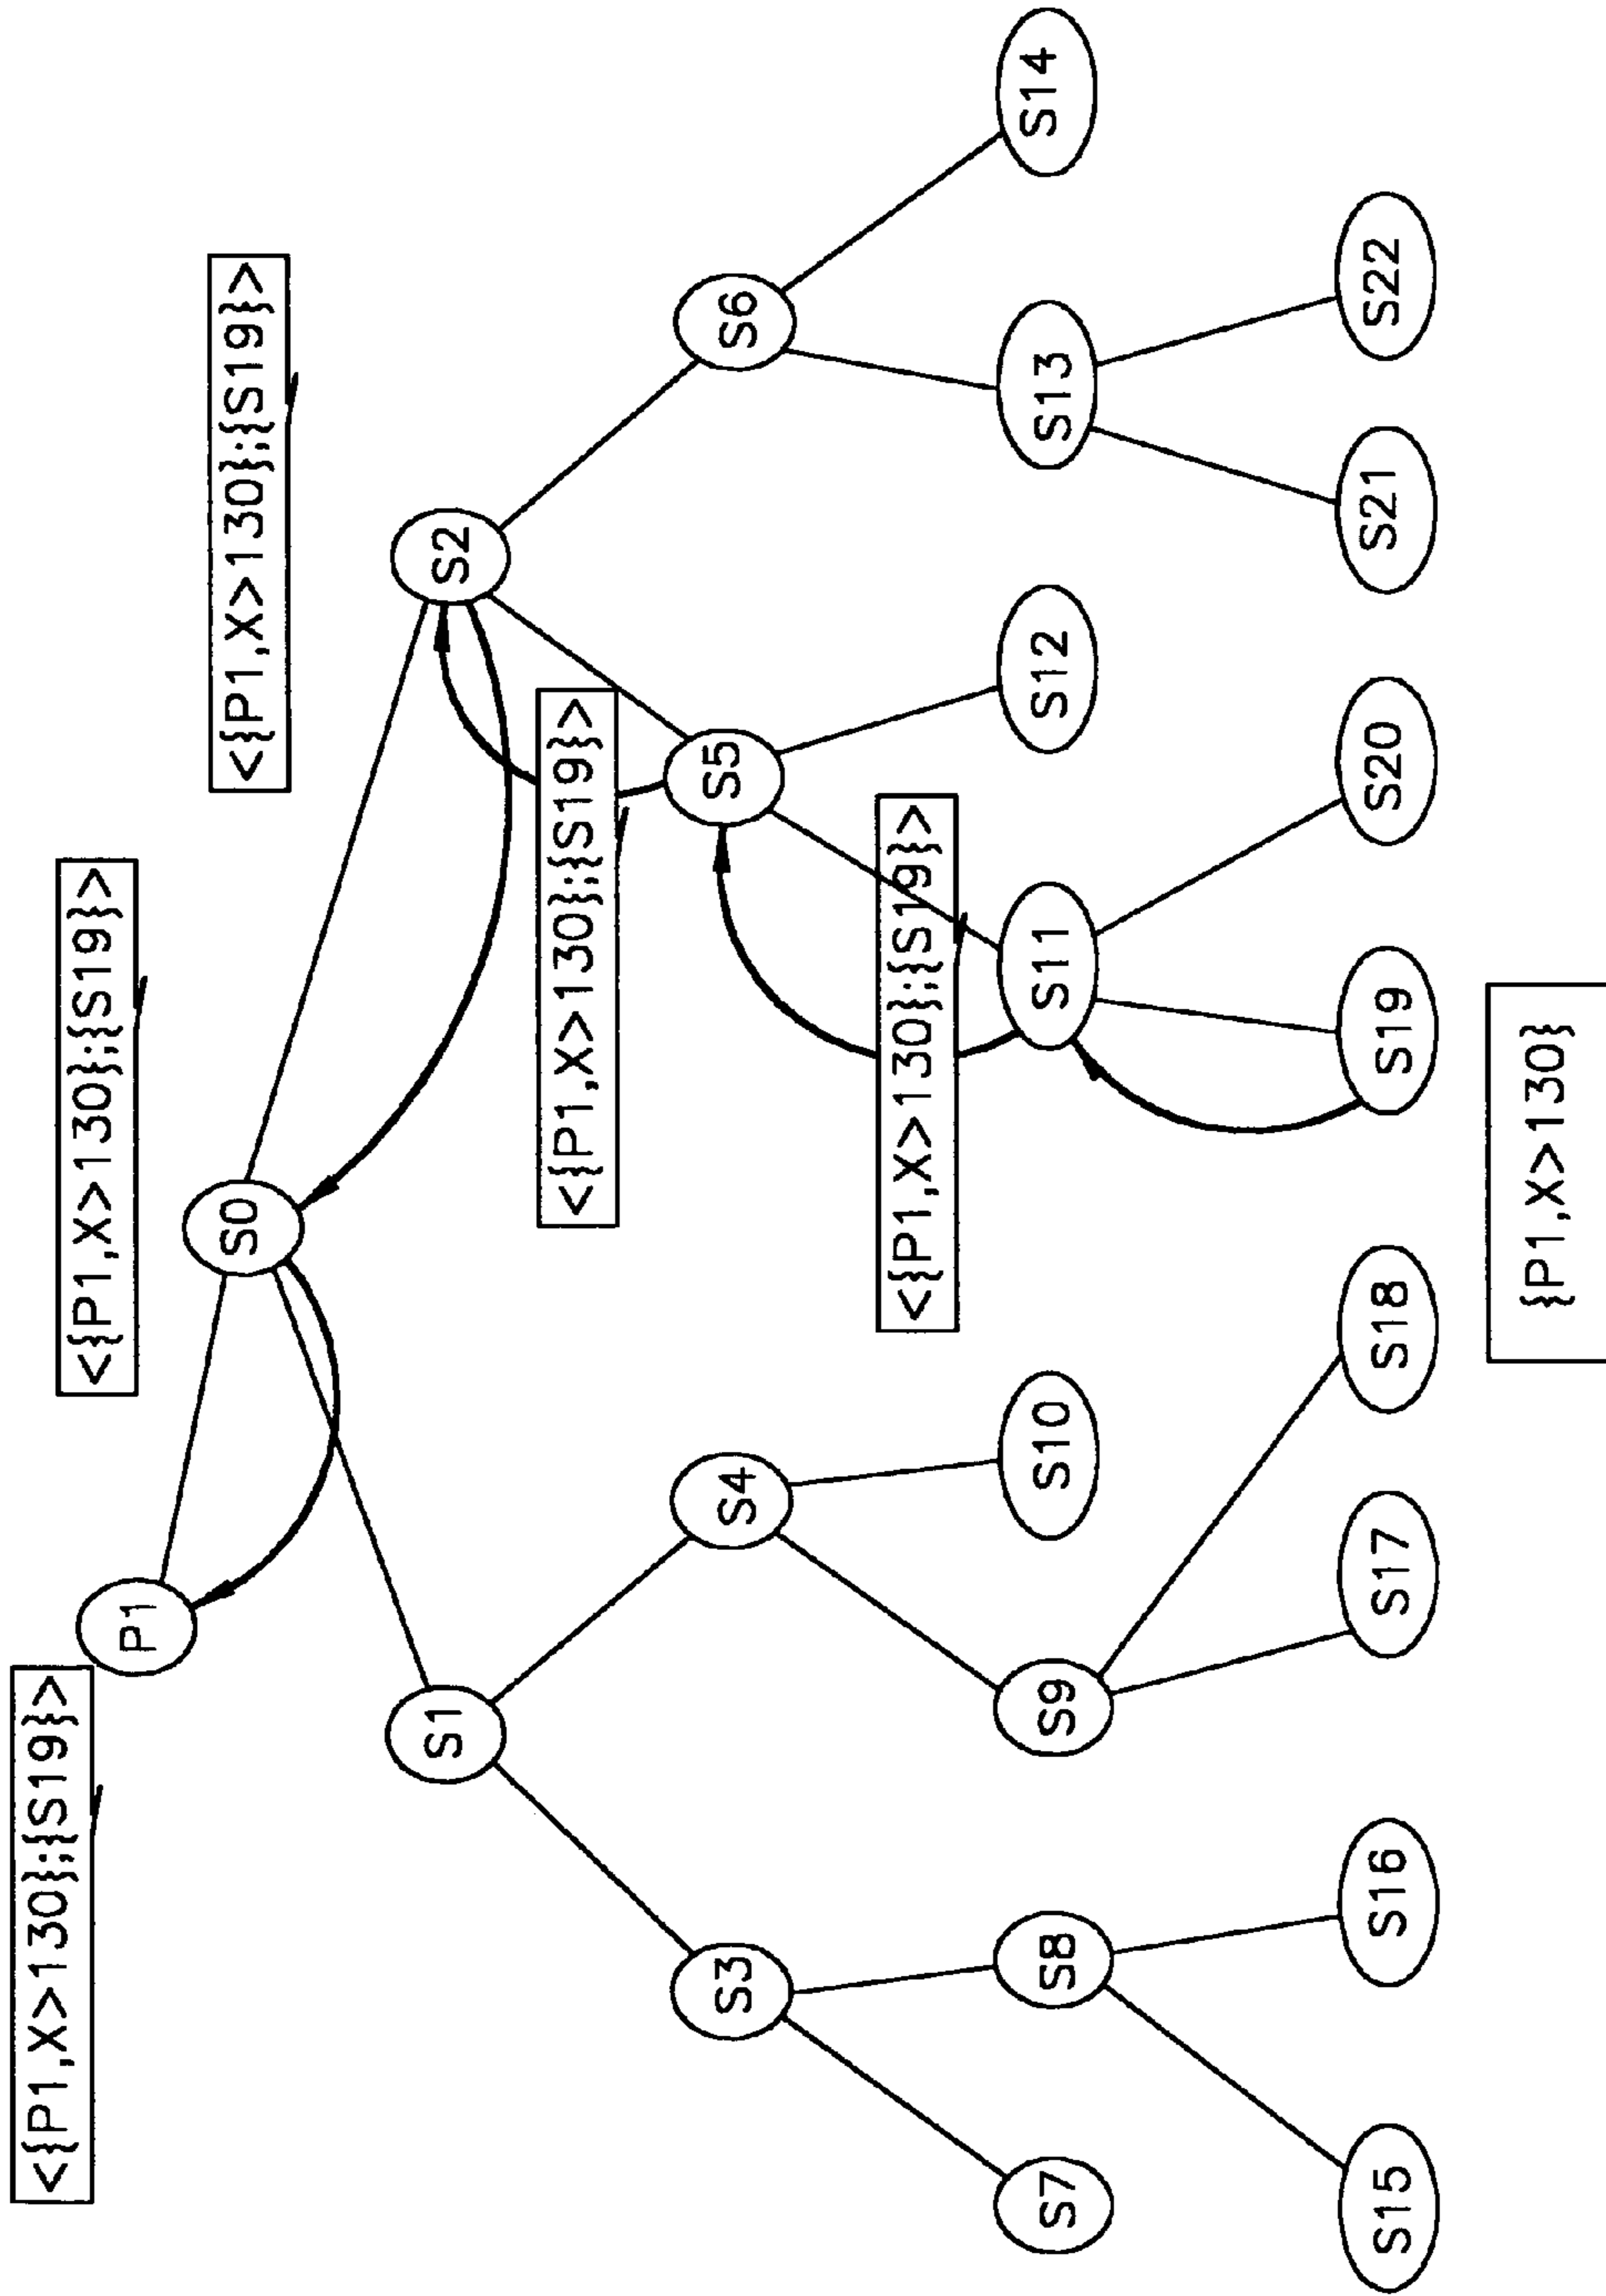 <{P1,X>130};{S19}>
P1
<{P1,X>130};{S19}>
S0
<{P1,X>130};{S19}>
S1
S2
<{P1,X>130};{S19}>
S3
S4
S5
S6
<{P1,X>130};{S19}>
S7
S8
S9
S10
S11
S12
S13
S14
S15
S16
S17
S18
S19
S20
S21
S22
{P1,X>130}